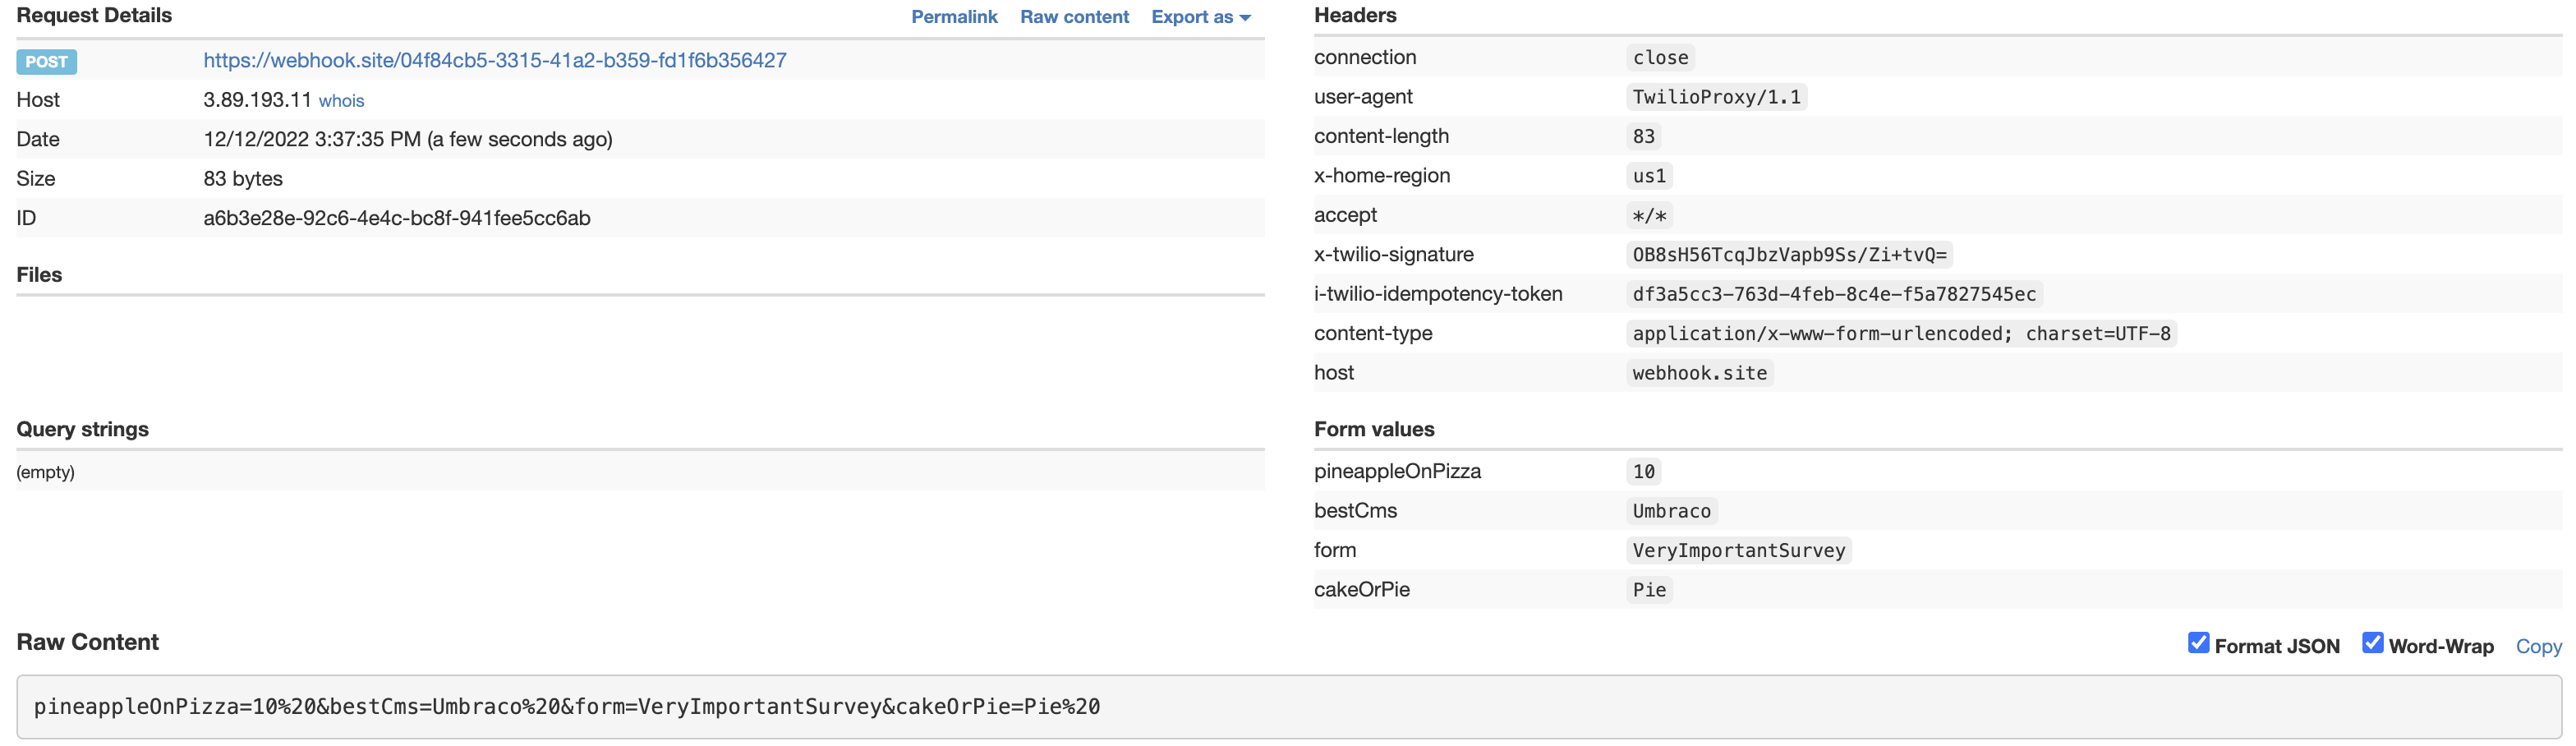 Request Details
Permalink Raw content Export as
POST https://webhook.site/04f84cb5-3315-41a2-b359-fd1f6b356427
Host 3.89.193.11 whois
Date 12/12/2022 3:37:35 PM (a few seconds ago)
Size 83 bytes
ID a6b3e28e-92c6-4e4c-bc8f-941fee5cc6ab
Files
Query strings
(empty)
Headers
connection close
user-agent TwilioProxy/1.1
content-length 83
x-home-region us1
accept */*
x-twilio-signature OB8sH56TcqJbzVapb9Ss/Zi+tvQ=
i-twilio-idempotency-token df3a5cc3-763d-4feb-8c4e-f5a7827545ec
content-type application/x-www-form-urlencoded; charset=UTF-8
host webhook.site
Form values
pineappleOnPizza 10
bestCms Umbraco
form VeryImportantSurvey
cakeOrPie Pie
Raw Content
Format JSON Word-Wrap Copy
pineappleOnPizza=10%20&bestCms=Umbraco%20&form=VeryImportantSurvey&cakeOrPie=Pie%20